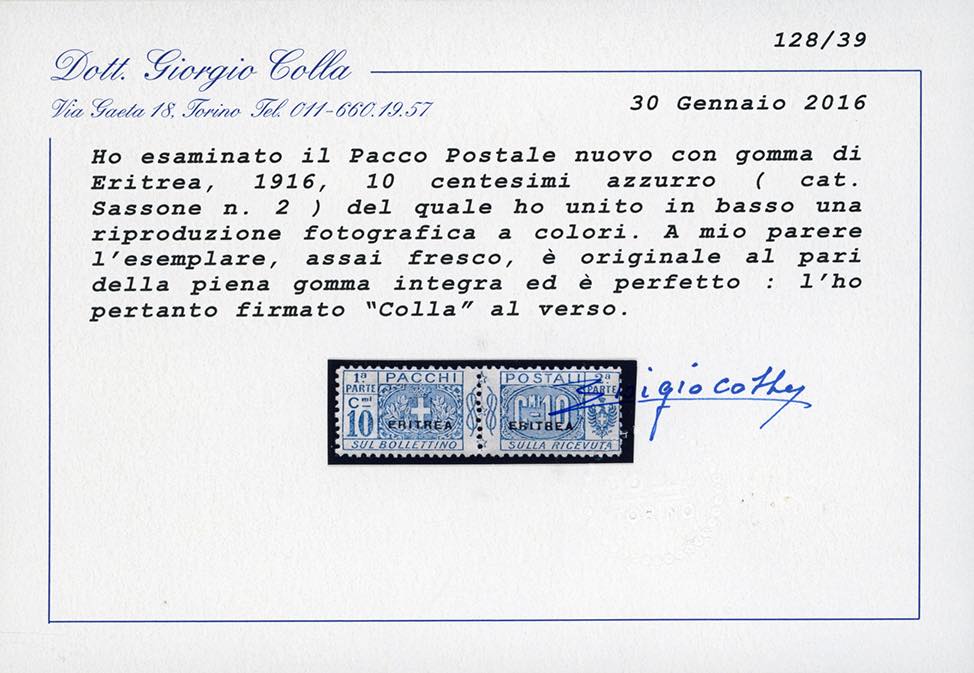 128/39
Dott. Giorgio Colla
Via Gaeta 18, Torino Tel. 011-660.19.57
30 Gennaio 2016
Ho esaminato il Pacco Postale nuovo con gomma di
Eritrea, 1916, 10 centesimi azzurro ( cat.
Sassone n. 2 ) del quale ho unito in basso una
riproduzione fotografica a colori. A mio parere
l'esemplare, assai fresco, è originale al pari
della piena gomma integra ed è perfetto : l'ho
pertanto firmato “Colla” al verso.
1ª PARTE PACCHI POSTALI 2ª PARTE
Cmi 10 Cmi 10
ERITREA ERITREA
SUL BOLLETTINO SULLA RICEVUTA
TORINO